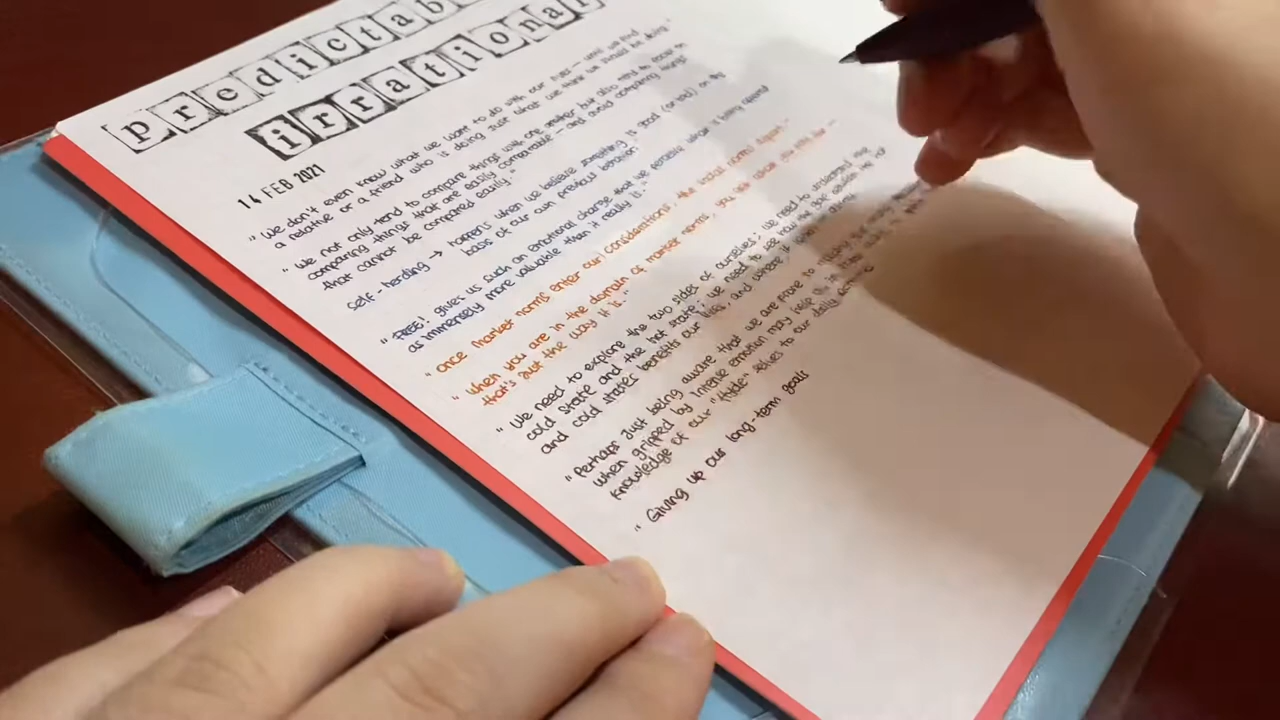 predictab
irrational
14 FEB 2021
" We don't even know what we want to do with our lives - until we find
a relative or a friend who is doing just what we think we should be doing."
" We not only tend to compare things with one another but also tend to focus on
comparing things that are easily comparable - and avoid comparing things
that cannot be compared easily."
self-herding → happens when we believe something is good (or bad) on the
basis of our own previous behavior."
" FREE! gives us such an emotional charge that we perceive what is being offered
as immensely more valuable than it really is."
" once market norms enter our considerations, the social norms depart."
" When you are in the domain of market norms, you get what you pay for -
that's just the way it is."
" We need to explore the two sides of ourselves; we need to understand the
cold state and the hot state; we need to see how the gap between the hot
and cold states benefits our lives, and where it
" Perhaps just being aware that we are prone to making
when gripped by intense emotion may help us, in some
knowledge of our "Hyde" selves to our daily
" Giving up our long-term goals